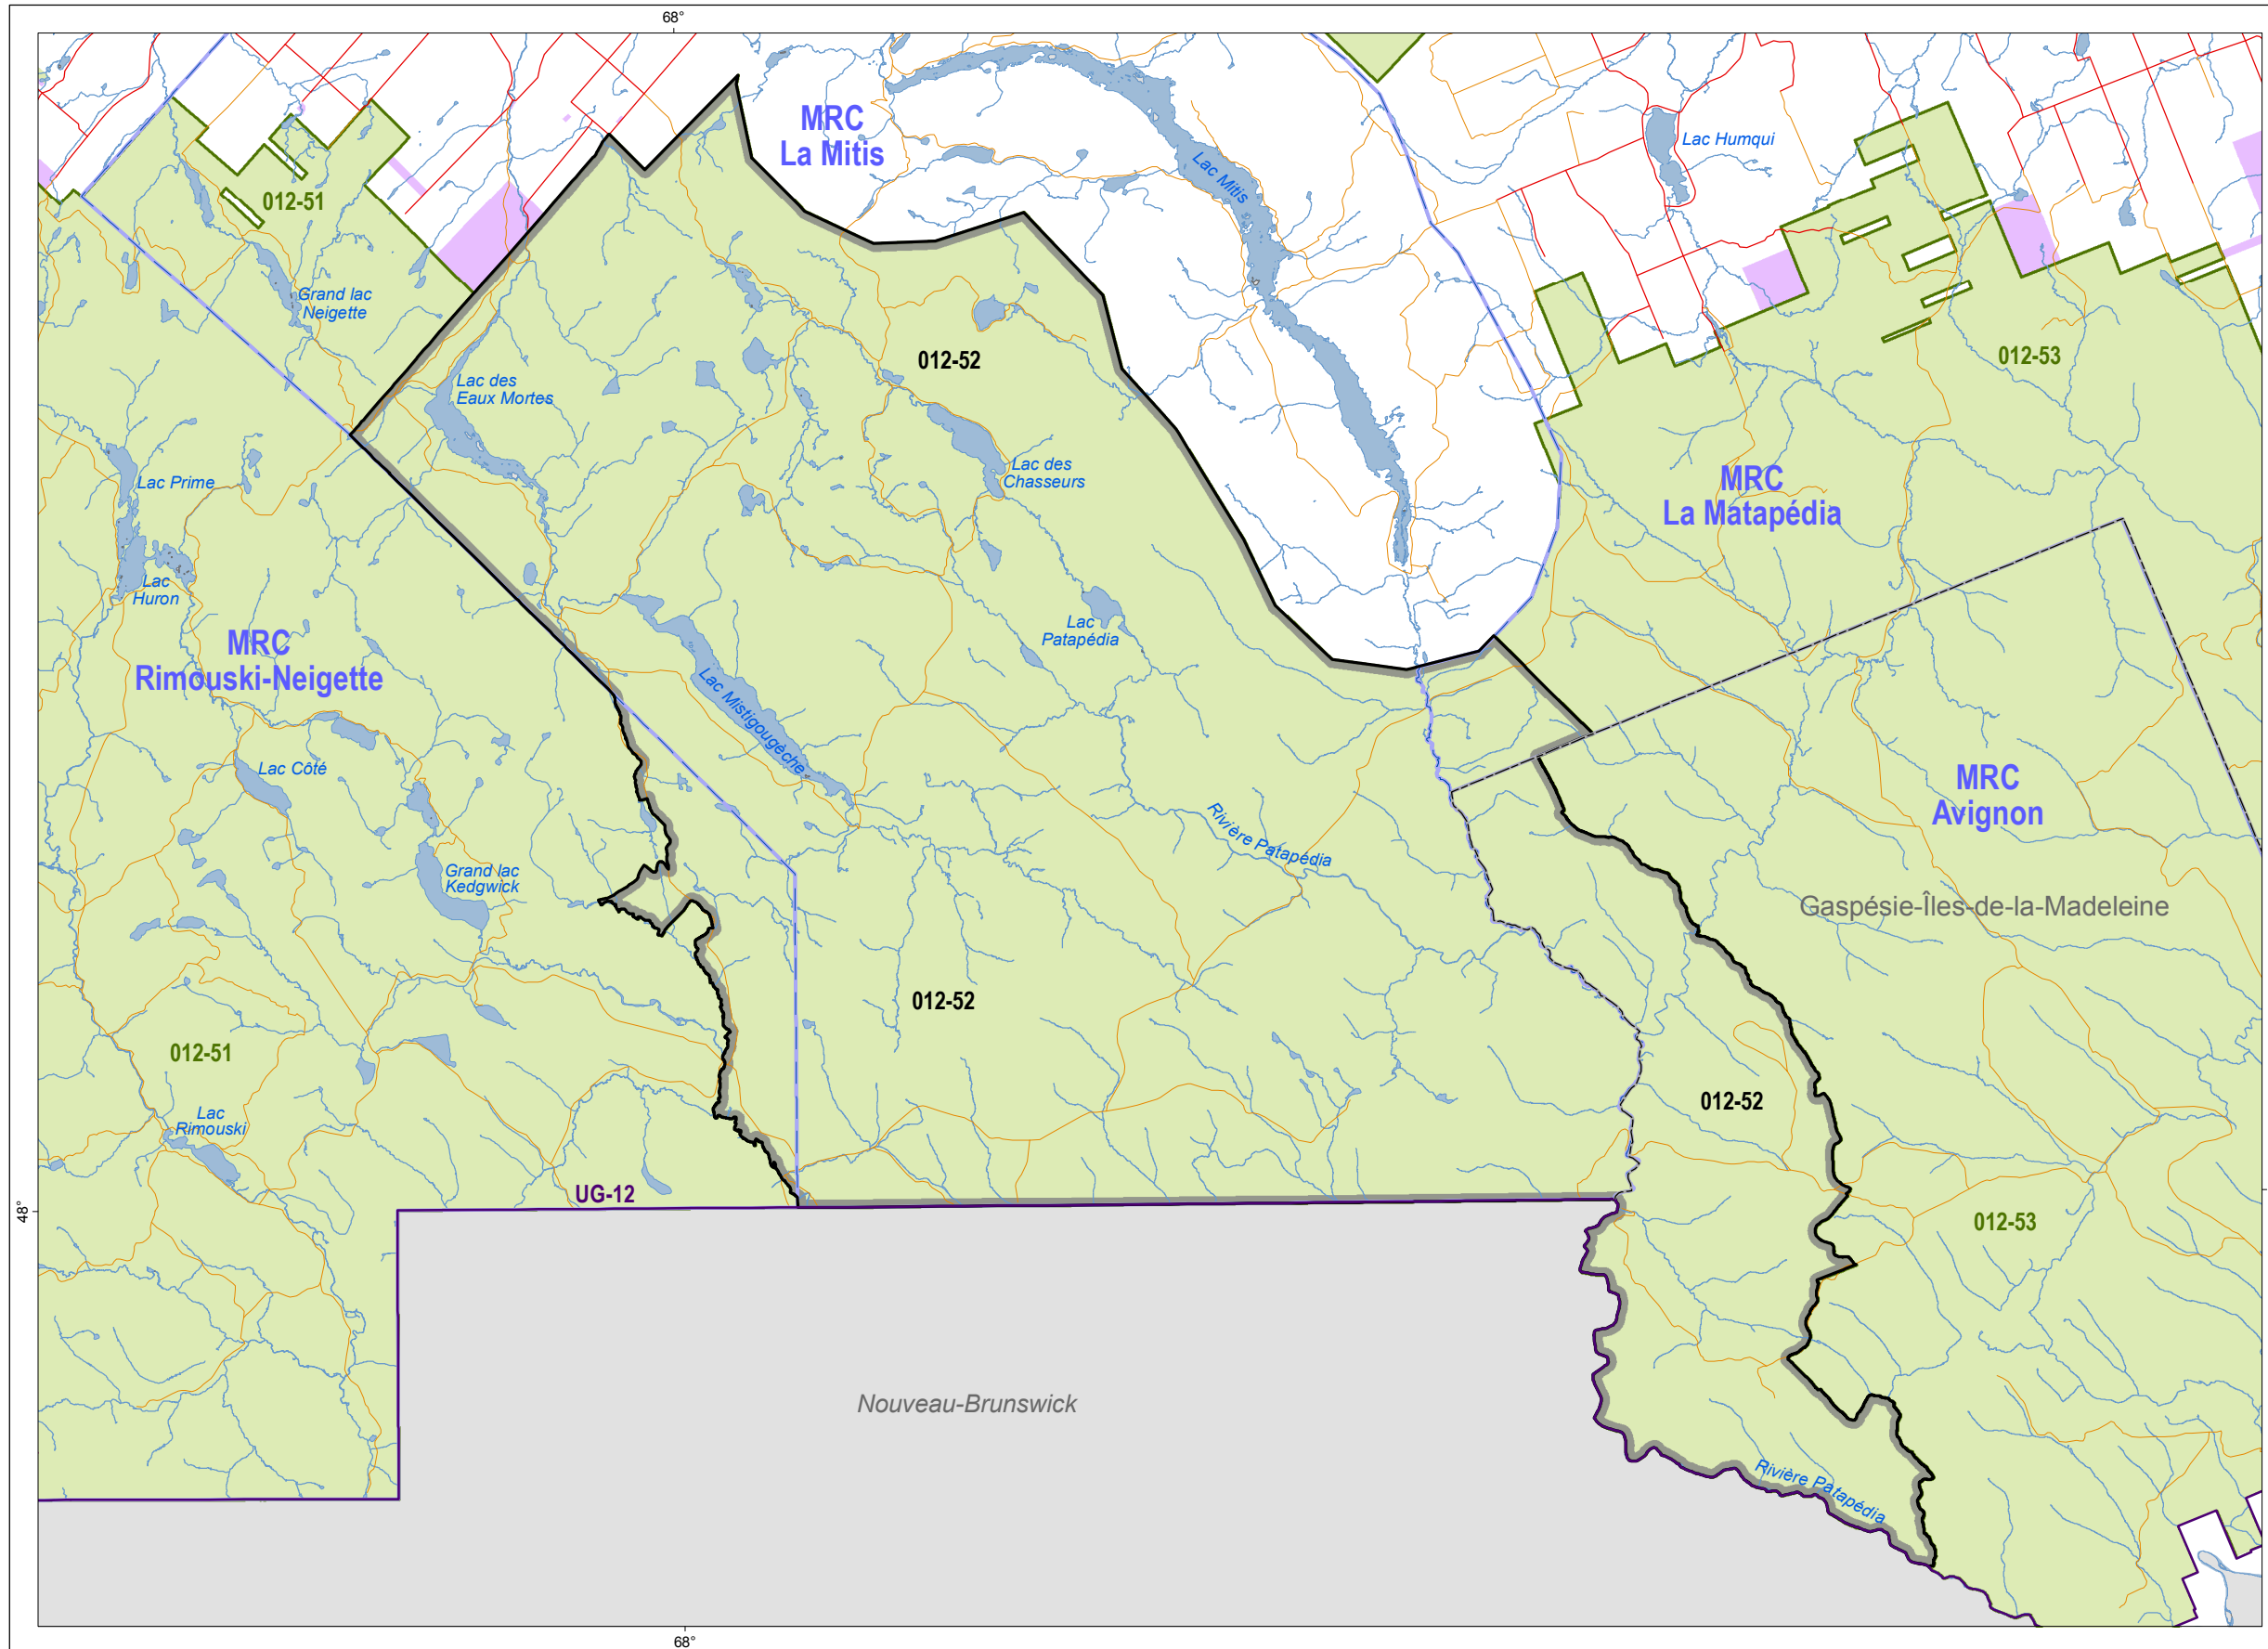 68°
MRC
La Mitis
Lac Mitis
Lac Humqui
012-51
Grand lac
Neigette
012-52
012-53
Lac des
Eaux Mortes
Lac Prime
Lac des
Chasseurs
MRC
La Matapédia
Lac
Huron
Lac
Patapédia
MRC
Rimouski-Neigette
Lac Mistigougèche
Lac Côté
MRC
Avignon
Rivière Patapédia
Grand lac
Kedgwick
Gaspésie-Îles-de-la-Madeleine
012-52
012-51
012-52
Lac
Rimouski
UG-12
48°
012-53
Nouveau-Brunswick
Rivière Patapédia
68°